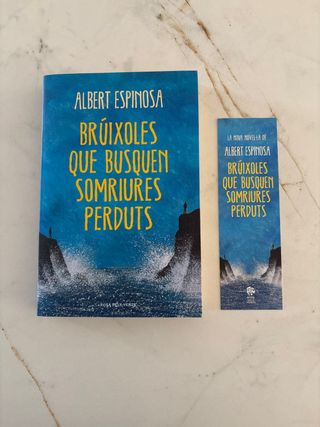 ALBERT ESPINOSA
BRÚIXOLES
QUE BUSQUEN
SOMRIURES
PERDUTS
ROSA DELS VENTS
LA NOVA NOVEL·LA DE
ALBERT ESPINOSA
BRÚIXOLES
QUE BUSQUEN
SOMRIURES
PERDUTS